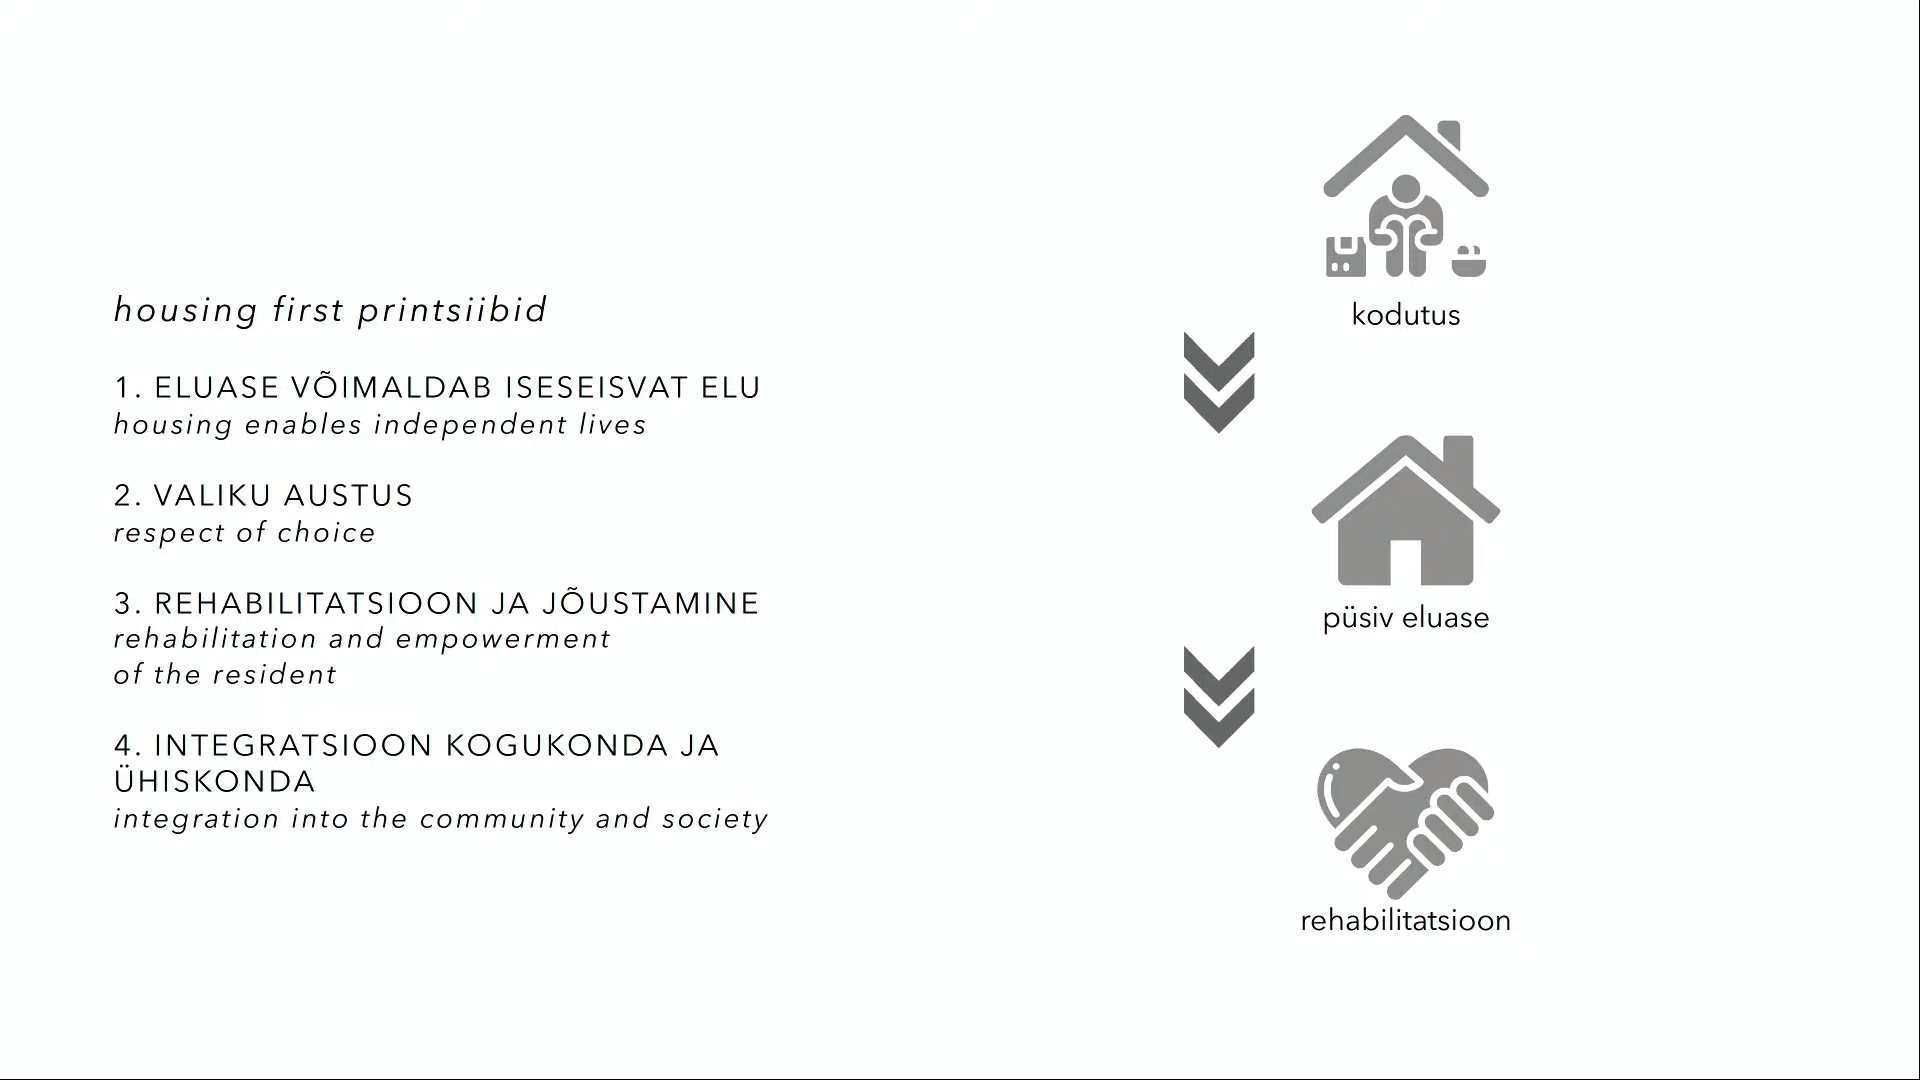 housing first printsiibid
1. ELUASE VÕIMALDAB ISESEISVAT ELU
housing enables independent lives
2. VALIKU AUSTUS
respect of choice
3. REHABILITATSIOON JA JÕUSTAMINE
rehabilitation and empowerment
of the resident
4. INTEGRATSIOON KOGUKONDA JA
ÜHISKONDA
integration into the community and society
kodutus
püsiv eluase
rehabilitatsioon